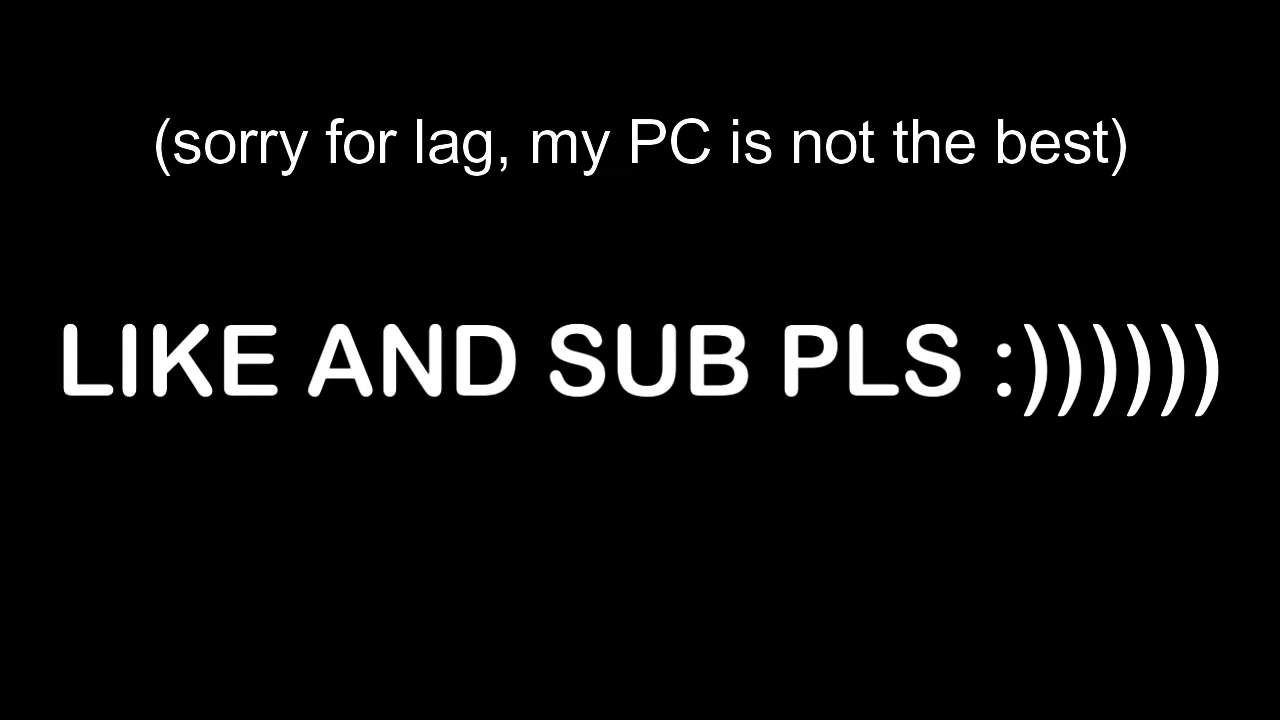 (sorry for lag, my PC is not the best)
LIKE AND SUB PLS :))))))